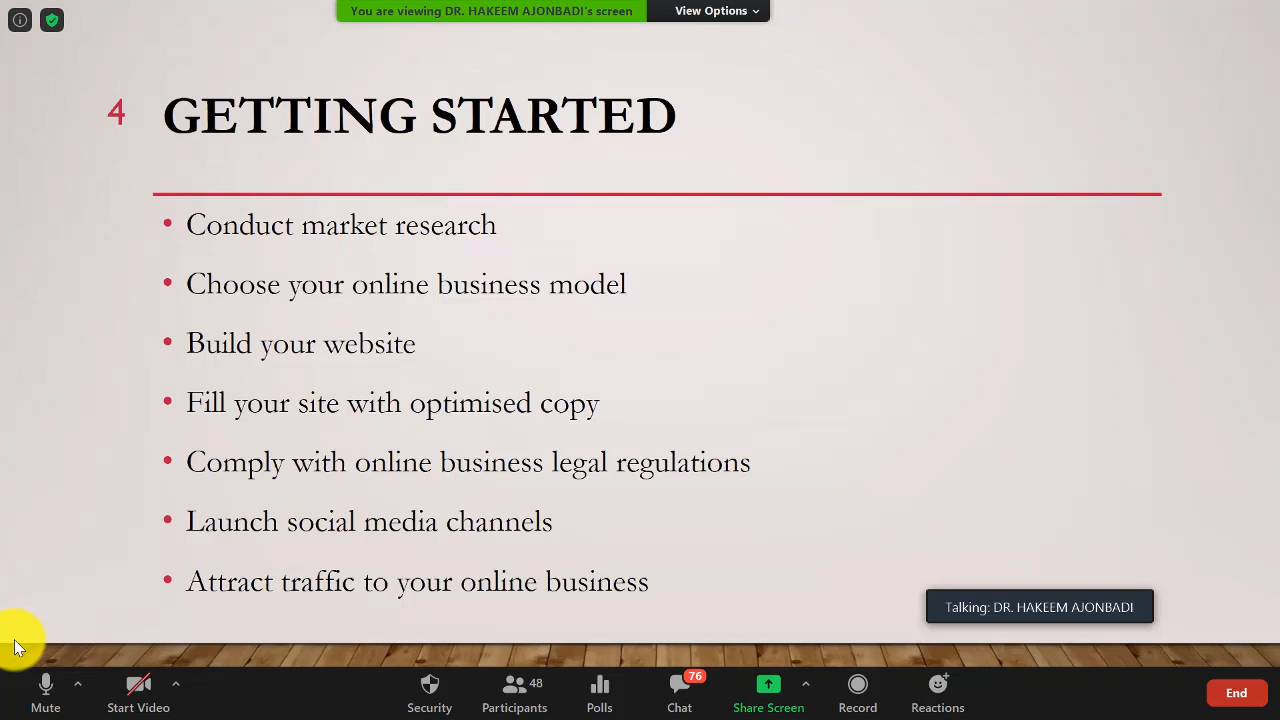 You are viewing DR. HAKEEM AJONBADI's screen
View Options
4 GETTING STARTED
• Conduct market research
• Choose your online business model
• Build your website
• Fill your site with optimised copy
• Comply with online business legal regulations
• Launch social media channels
• Attract traffic to your online business
Talking: DR. HAKEEM AJONBADI
48
76
Mute
Start Video
Security
Participants
Polls
Chat
Share Screen
Record
Reactions
End